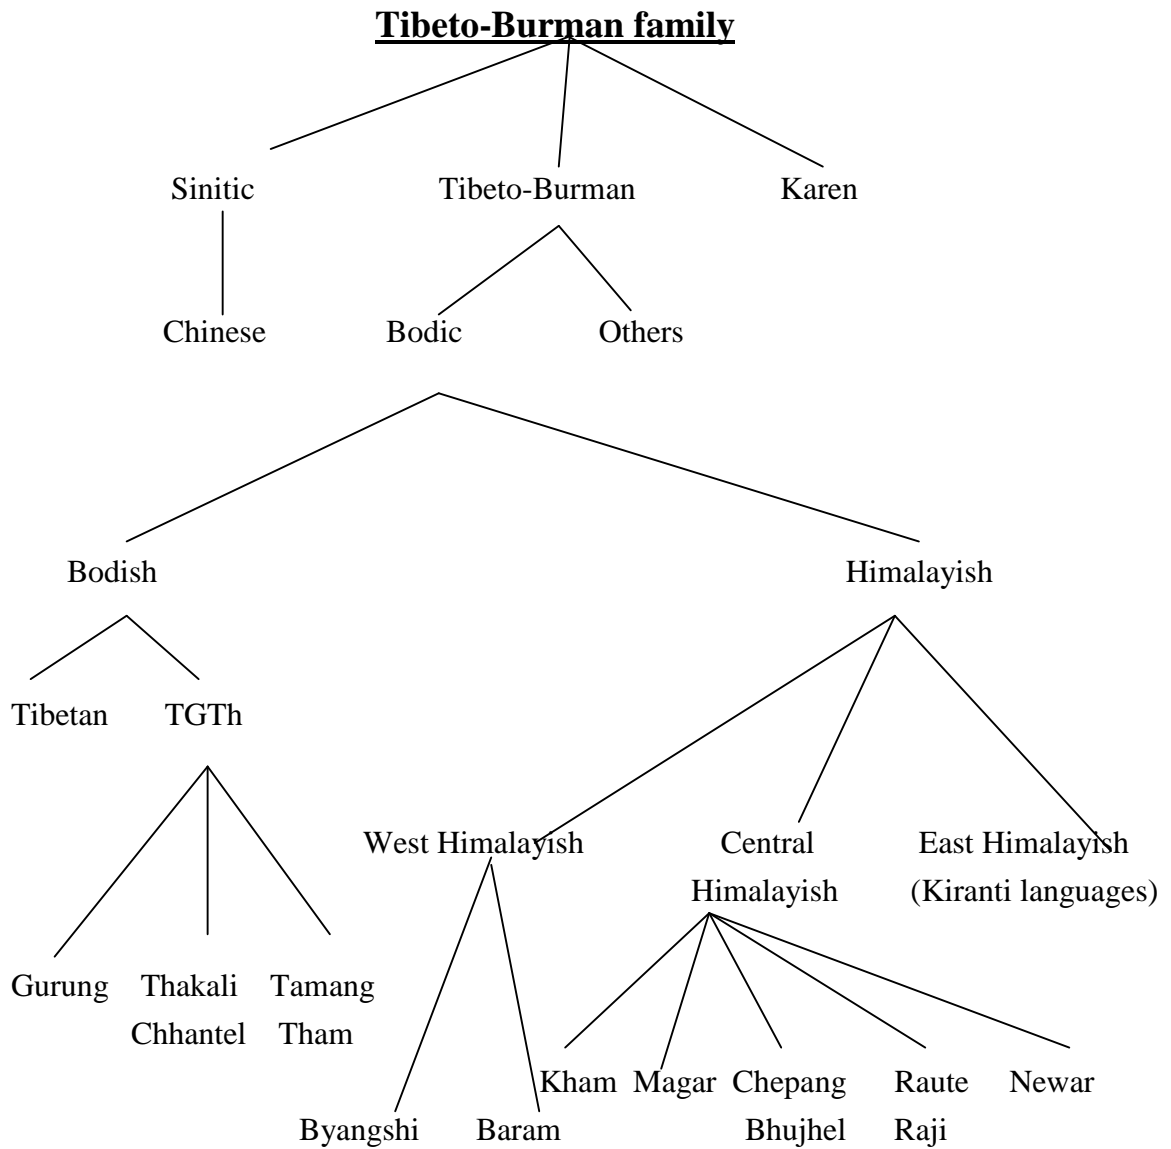 Tibeto-Burman family
Sinitic Tibeto-Burman Karen
Chinese Bodic Others
Bodish Himalayish
Tibetan TGTh
West Himalayish Central East Himalayish
Himalayish (Kiranti languages)
Gurung Thakali Tamang
Chhantel Tham
Kham Magar Chepang Raute Newar
Byangshi Baram Bhujhel Raji